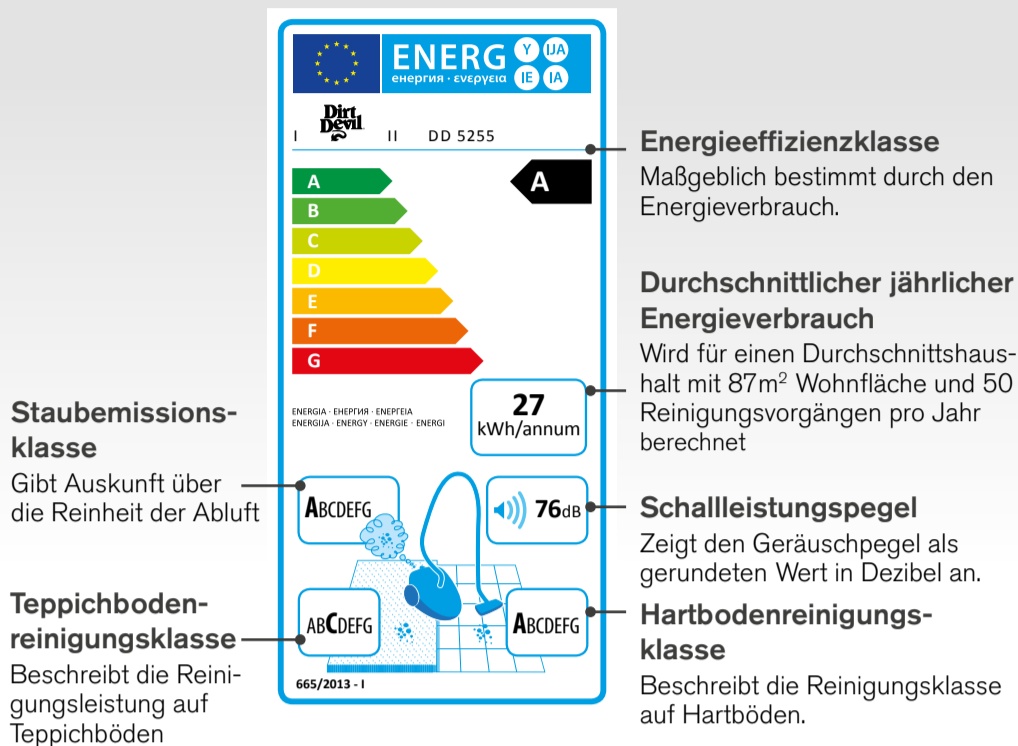 ENERG Y IJA
енергия · ενεργεια IE IA
Dirt
Devil
I II DD 5255
A
A
B
C
D
E
F
G
Energieeffizienzklasse
Maßgeblich bestimmt durch den
Energieverbrauch.
Durchschnittlicher jährlicher
Energieverbrauch
Wird für einen Durchschnittshaus-
halt mit 87m² Wohnfläche und 50
Reinigungsvorgängen pro Jahr
berechnet
ENERGIA · ЕНЕРГИЯ · ΕΝΕΡΓΕΙΑ
ENERGIJA · ENERGY · ENERGIE · ENERGI
27
kWh/annum
Staubemissions-
klasse
Gibt Auskunft über
die Reinheit der Abluft
ABCDEFG
76dB
Schallleistungspegel
Zeigt den Geräuschpegel als
gerundeten Wert in Dezibel an.
Teppichboden-
reinigungsklasse
Beschreibt die Reini-
gungsleistung auf
Teppichböden
ABCDEFG
ABCDEFG
Hartbodenreinigungs-
klasse
Beschreibt die Reinigungsklasse
auf Hartböden.
665/2013 - I